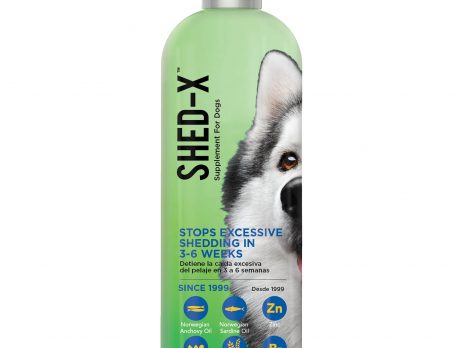 SHED-X™
Supplement For Dogs
STOPS EXCESSIVE
SHEDDING IN
3-6 WEEKS
Detiene la caída excesiva
del pelaje en 3 a 6 semanas
SINCE 1999 Desde 1999
Zn
Norwegian Norwegian Zinc
Anchovy Oil Sardine Oil